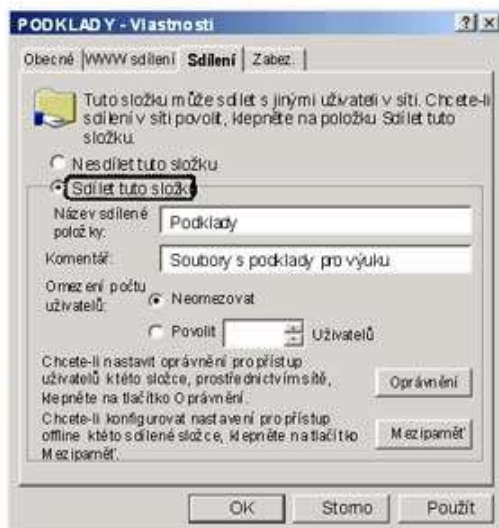 PODKLADY - Vlastnosti
Obecné WWW sdílení Sdílení Zabez.
Tuto složku může sdílet s jinými uživateli v síti. Chcete-li
sdílení v síti povolit, klepněte na položku Sdílet tuto
složku.
Nesdílet tuto složku
Sdílet tuto složku
Název sdílené
položky:
Podklady
Komentář:
Soubory s podklady pro výuku
Omezení počtu
uživatelů:
Neomezovat
Povolit
Uživatelů
Chcete-li nastavit oprávnění pro přístup
uživatelů k této složce, prostřednictvím sítě,
klepněte na tlačítko Oprávnění.
Oprávnění
Chcete-li konfigurovat nastavení pro přístup
offline k této sdílené složce, klepněte na tlačítko
Mezipaměť.
Mezipaměť
OK Storno Použít